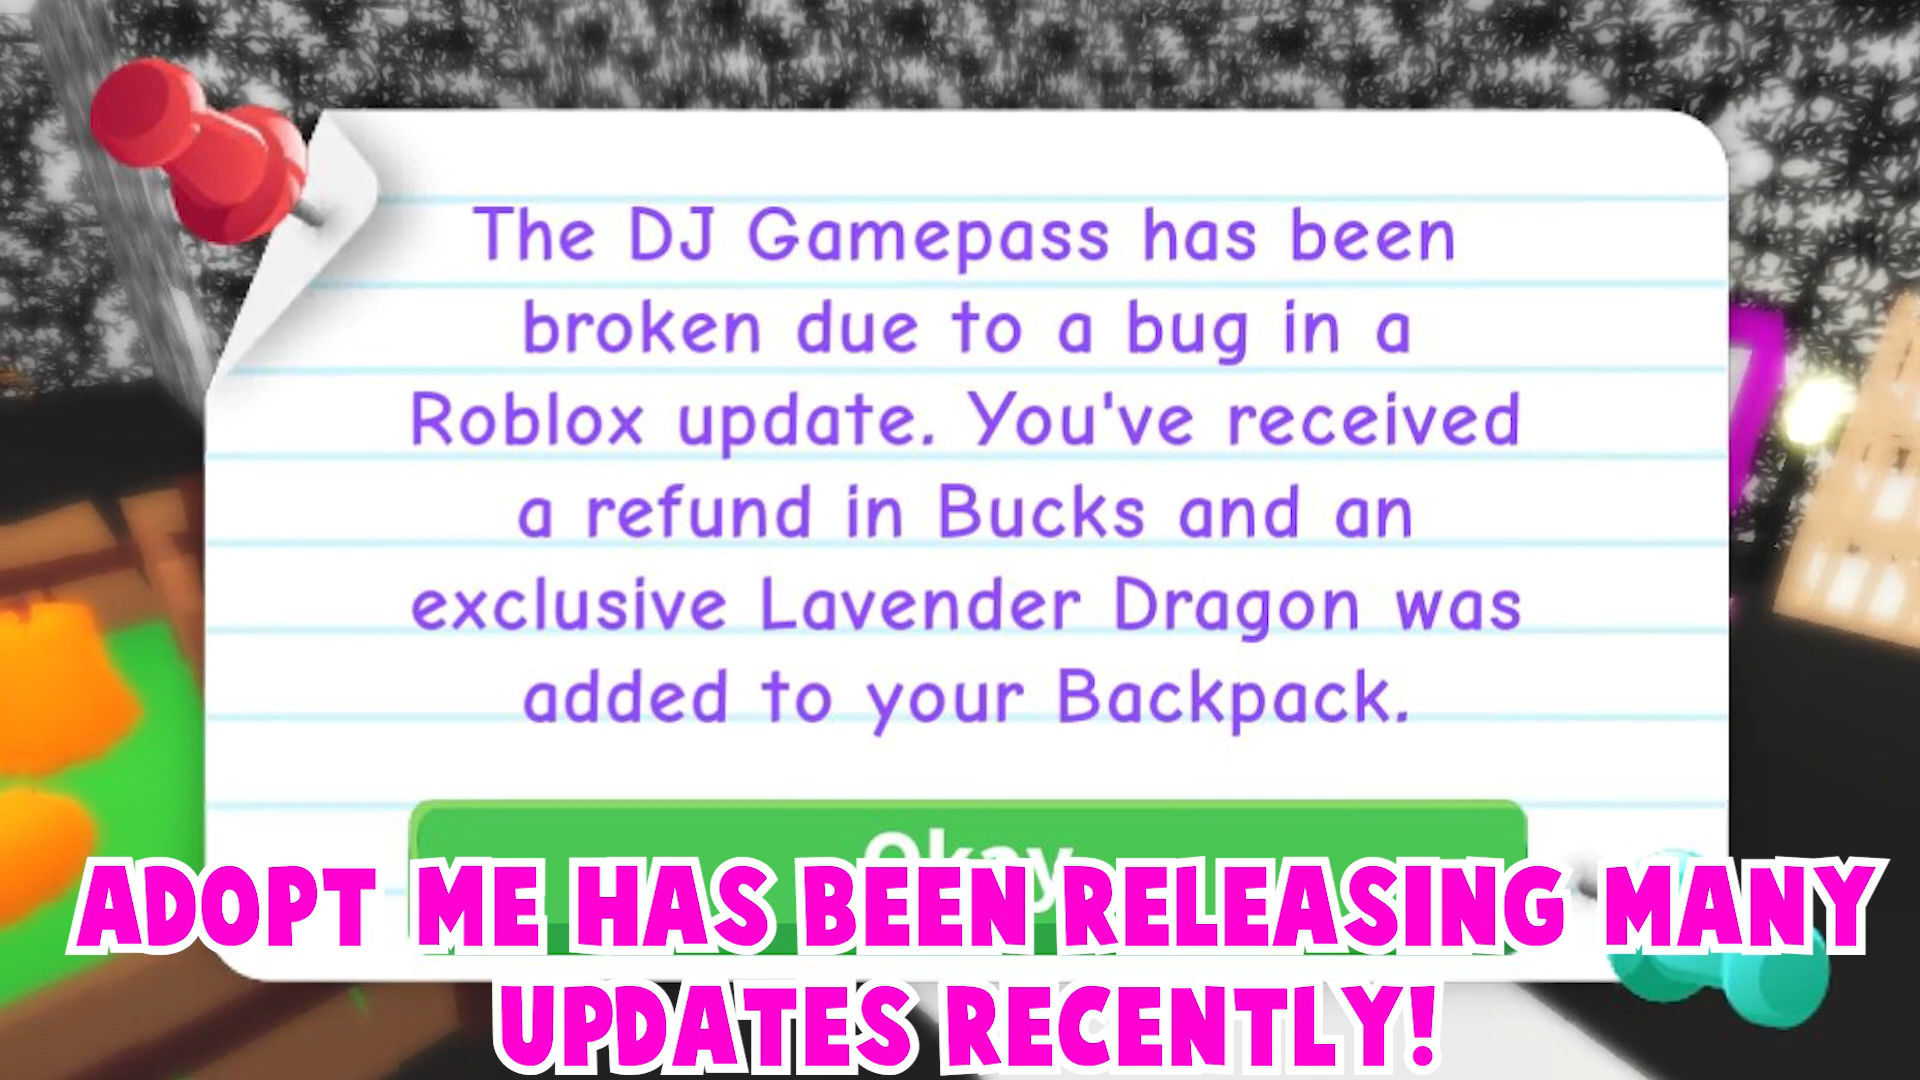 The DJ Gamepass has been
broken due to a bug in a
Roblox update. You've received
a refund in Bucks and an
exclusive Lavender Dragon was
added to your Backpack.
Okay
ADOPT ME HAS BEEN RELEASING MANY
UPDATES RECENTLY!